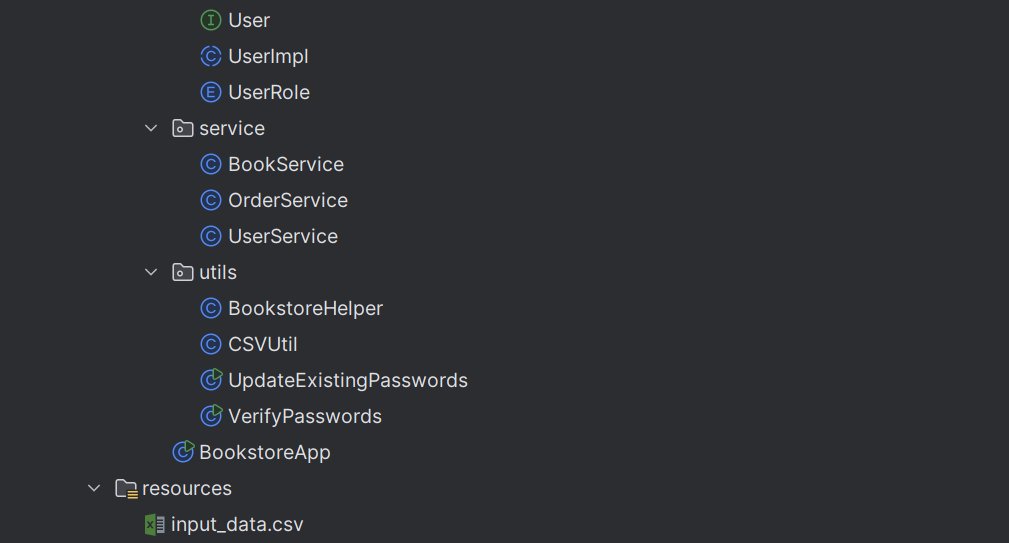 User
UserImpl
UserRole
service
BookService
OrderService
UserService
utils
BookstoreHelper
CSVUtil
UpdateExistingPasswords
VerifyPasswords
BookstoreApp
resources
input_data.csv